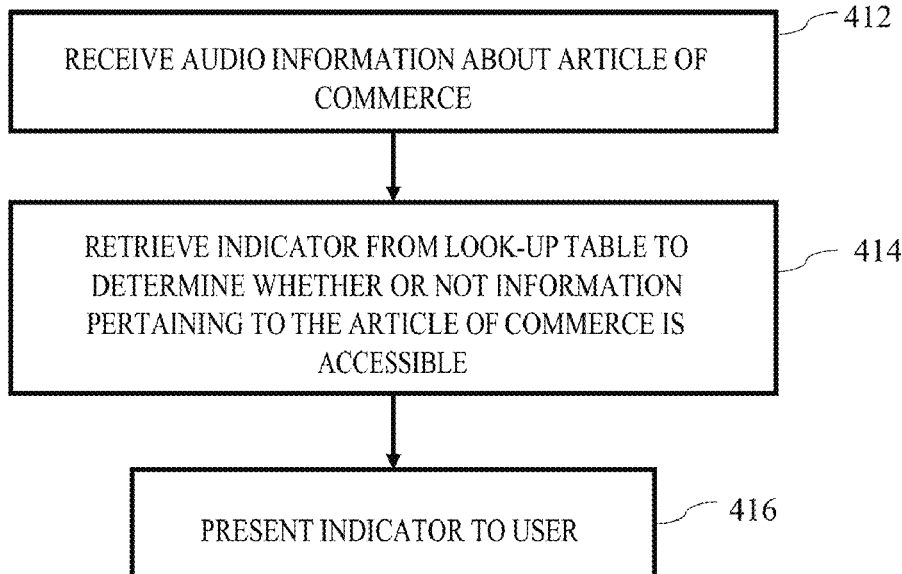 412
RECEIVE AUDIO INFORMATION ABOUT ARTICLE OF
COMMERCE
RETRIEVE INDICATOR FROM LOOK-UP TABLE TO
DETERMINE WHETHER OR NOT INFORMATION
PERTAINING TO THE ARTICLE OF COMMERCE IS
ACCESSIBLE
414
PRESENT INDICATOR TO USER
416